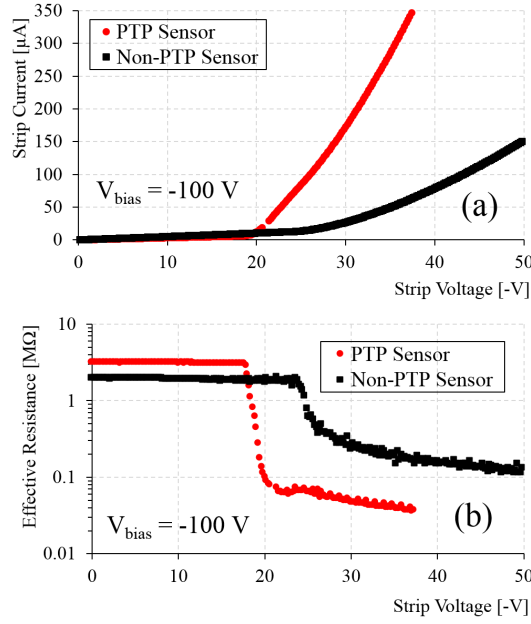 350
300
250
200
150
100
50
0
Strip Current [µA]
PTP Sensor
Non-PTP Sensor
V_bias = -100 V
(a)
0 10 20 30 40 50
Strip Voltage [-V]
10
1
0.1
0.01
Effective Resistance [MΩ]
PTP Sensor
Non-PTP Sensor
V_bias = -100 V
(b)
0 10 20 30 40 50
Strip Voltage [-V]